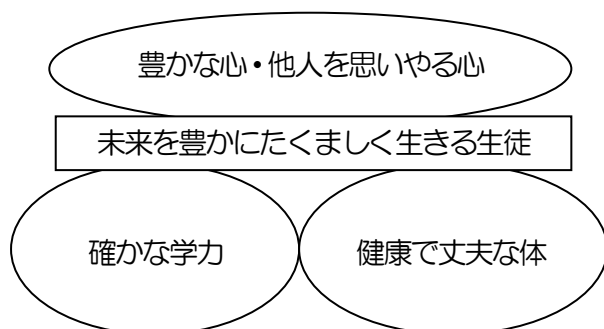 豊かな心・他人を思いやる心
未来を豊かにたくましく生きる生徒
確かな学力
健康で丈夫な体